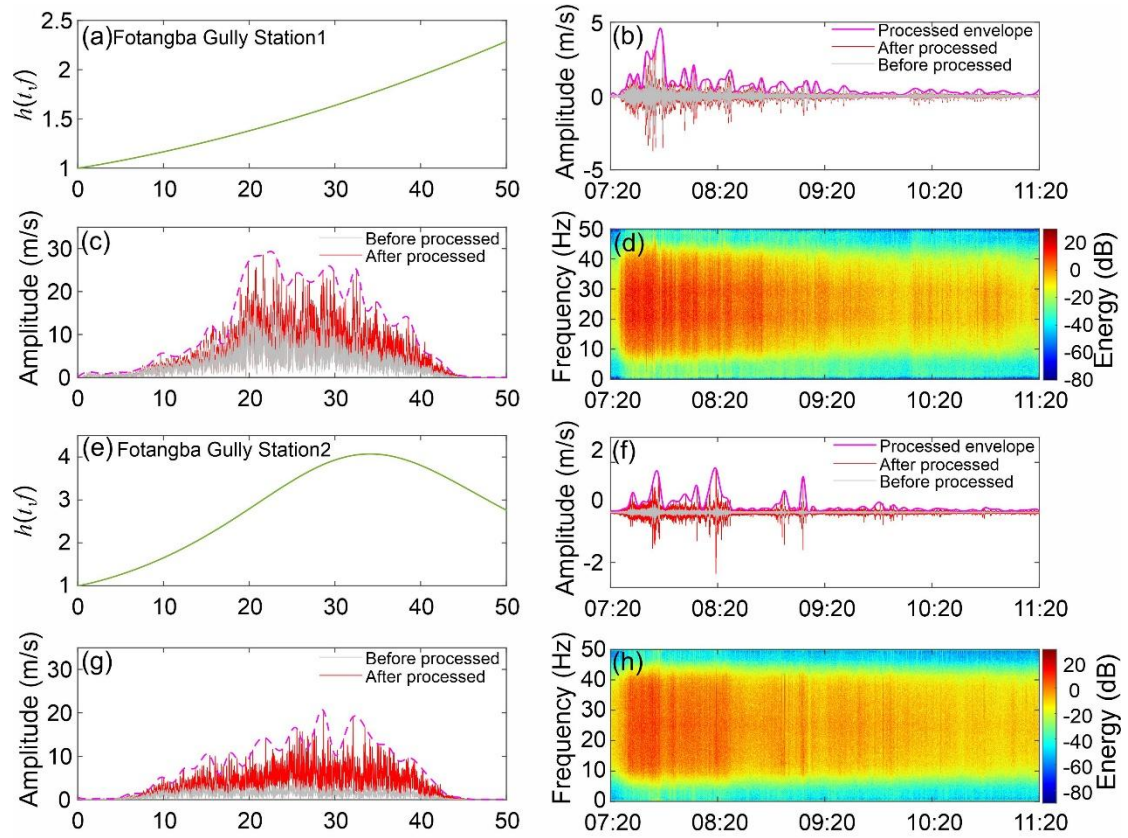 (a) Fotangba Gully Station1
h(t,f)
2.5
2
1.5
1
0 10 20 30 40 50
(b)
Processed envelope
After processed
Before processed
Amplitude (m/s)
5
0
-5
07:20 08:20 09:20 10:20 11:20
(c)
Before processed
After processed
Amplitude (m/s)
30
20
10
0
0 10 20 30 40 50
(d)
Frequency (Hz)
50
40
30
20
10
0
07:20 08:20 09:20 10:20 11:20
20
0
-20
-40
-60
-80
Energy (dB)
(e) Fotangba Gully Station2
h(t,f)
4
3
2
1
0 10 20 30 40 50
(f)
Processed envelope
After processed
Before processed
Amplitude (m/s)
2
0
-2
07:20 08:20 09:20 10:20 11:20
(g)
Before processed
After processed
Amplitude (m/s)
30
20
10
0
0 10 20 30 40 50
(h)
Frequency (Hz)
50
40
30
20
10
0
07:20 08:20 09:20 10:20 11:20
20
0
-20
-40
-60
-80
Energy (dB)